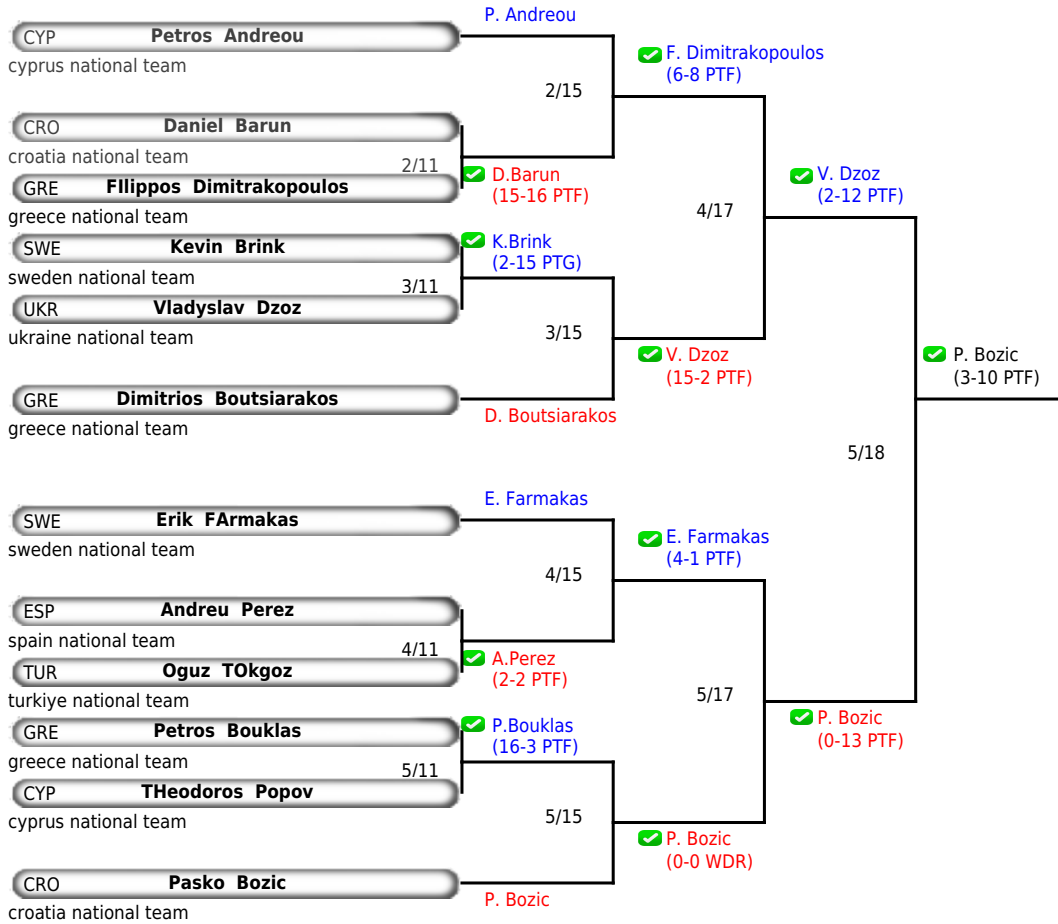 P. Andreou
CYP Petros Andreou
cyprus national team
F. Dimitrakopoulos
(6-8 PTF)
2/15
CRO Daniel Barun
croatia national team
2/11
D.Barun
(15-16 PTF)
GRE FIlippos Dimitrakopoulos
greece national team
V. Dzoz
(2-12 PTF)
4/17
SWE Kevin Brink
sweden national team
K.Brink
(2-15 PTG)
3/11
UKR Vladyslav Dzoz
ukraine national team
3/15
V. Dzoz
(15-2 PTF)
P. Bozic
(3-10 PTF)
GRE Dimitrios Boutsiarakos
greece national team
D. Boutsiarakos
5/18
E. Farmakas
SWE Erik FArmakas
sweden national team
E. Farmakas
(4-1 PTF)
4/15
ESP Andreu Perez
spain national team
4/11
A.Perez
(2-2 PTF)
TUR Oguz TOkgoz
turkiye national team
5/17
P. Bozic
(0-13 PTF)
GRE Petros Bouklas
greece national team
P.Bouklas
(16-3 PTF)
5/11
CYP THeodoros Popov
cyprus national team
5/15
P. Bozic
(0-0 WDR)
CRO Pasko Bozic
croatia national team
P. Bozic